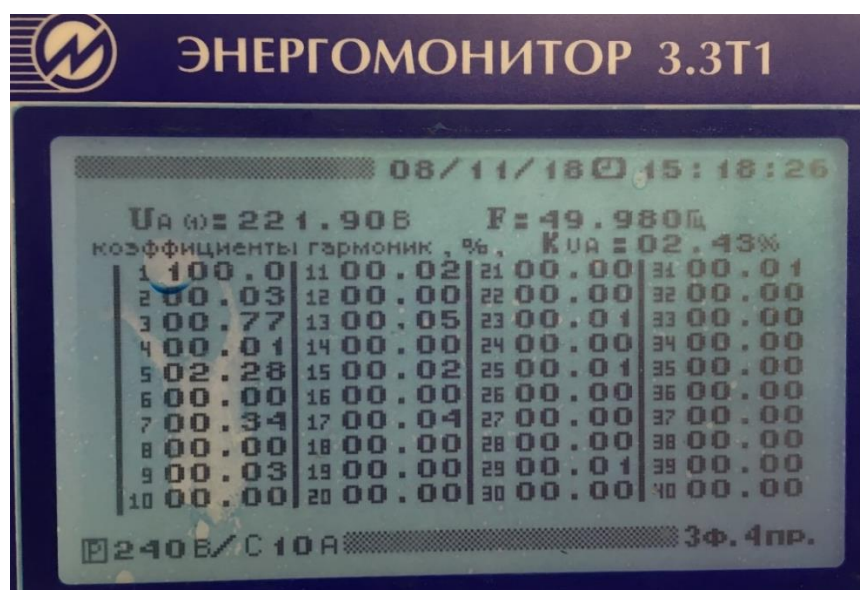 ЭНЕРГОМОНИТОР 3.3Т1
08/11/18 15:18:26
UA (1)=221.90В F=49.980Гц
коэффициенты гармоник, %, KUA=02.43%
1 100.0 11 00.02 21 00.00 31 00.01
2 00.03 12 00.00 22 00.00 32 00.00
3 00.77 13 00.05 23 00.01 33 00.00
4 00.01 14 00.00 24 00.00 34 00.00
5 02.28 15 00.02 25 00.01 35 00.00
6 00.00 16 00.00 26 00.00 36 00.00
7 00.34 17 00.04 27 00.00 37 00.00
8 00.00 18 00.00 28 00.00 38 00.00
9 00.03 19 00.00 29 00.01 39 00.00
10 00.00 20 00.00 30 00.00 40 00.00
P 240В/С10А 3ф.4пр.